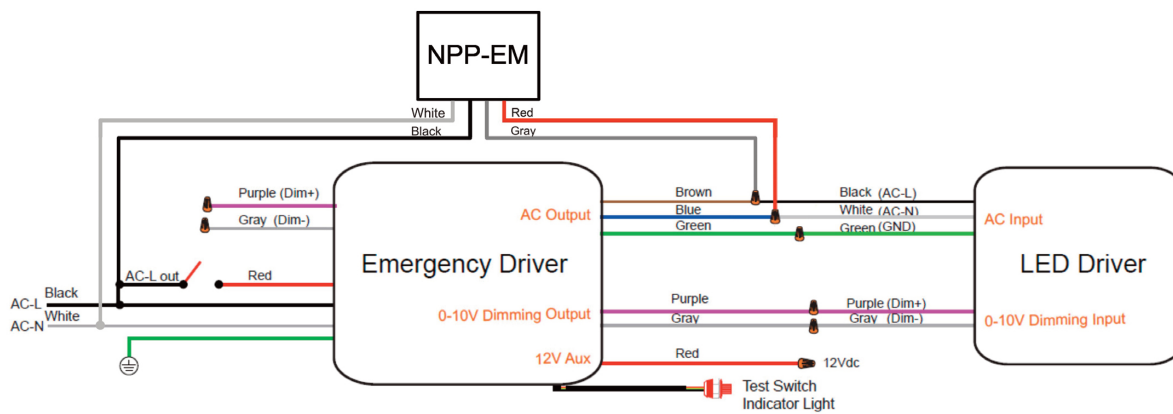 NPP-EM
White
Red
Black
Gray
Purple (Dim+)
Gray (Dim-)
AC-L out
Red
Black
AC-L
White
AC-N
Emergency Driver
AC Output
0-10V Dimming Output
12V Aux
Brown
Black (AC-L)
Blue
White (AC-N)
Green
Green (GND)
Purple
Purple (Dim+)
Gray
Gray (Dim-)
Red
12Vdc
Test Switch
Indicator Light
AC Input
LED Driver
0-10V Dimming Input